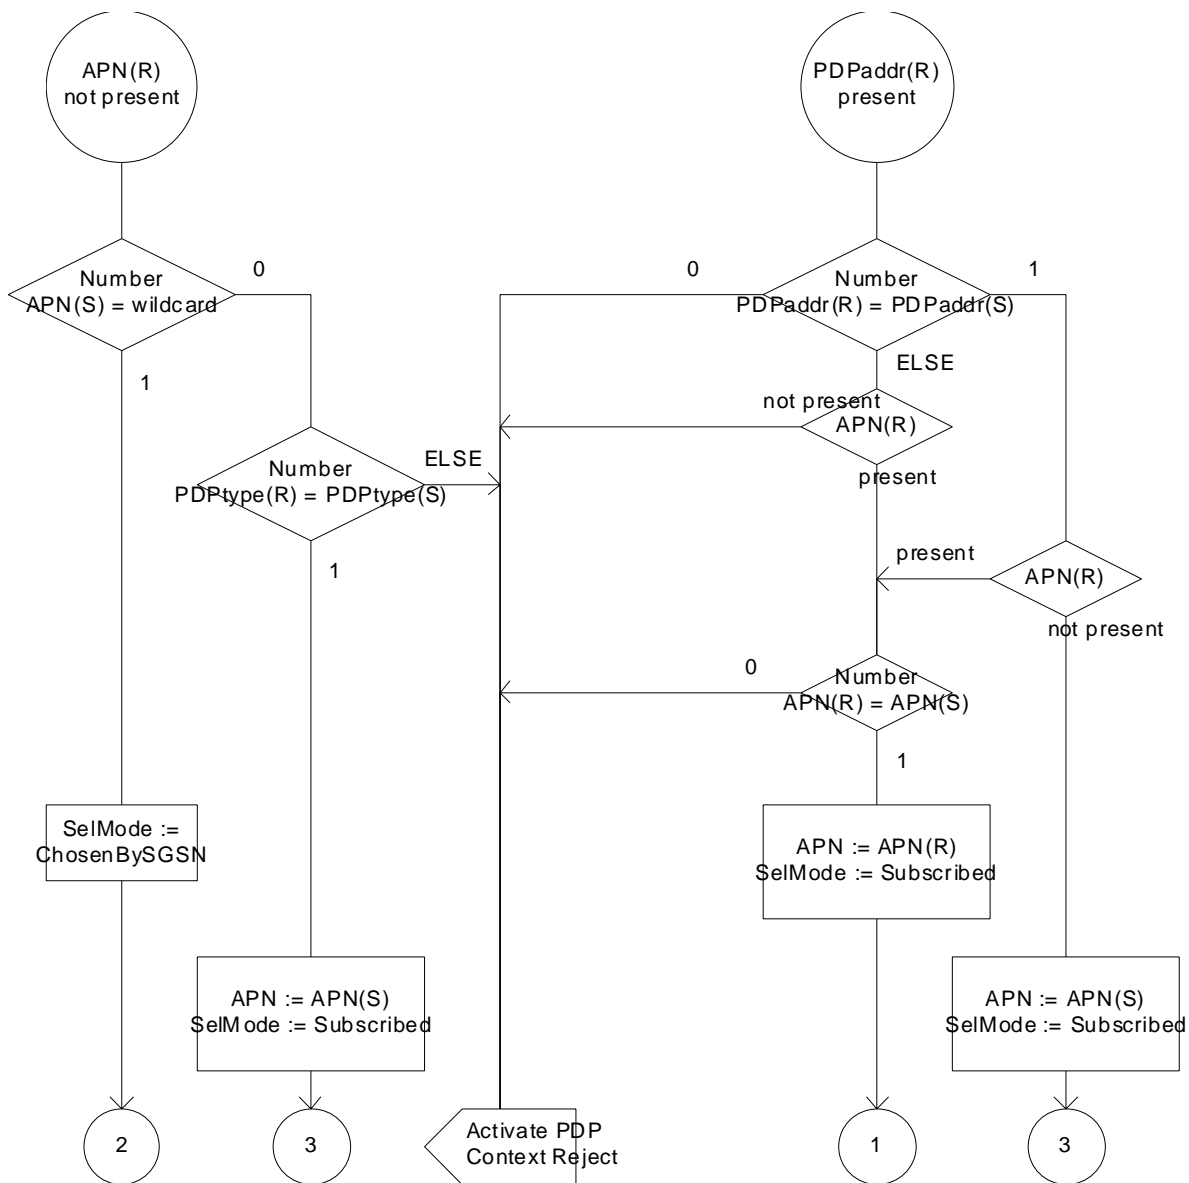 APN(R)
not present
PDPaddr(R)
present
Number
APN(S) = wildcard
0
1
0
Number
PDPaddr(R) = PDPaddr(S)
1
ELSE
not present
APN(R)
present
Number
PDPtype(R) = PDPtype(S)
ELSE
1
present
APN(R)
not present
0
Number
APN(R) = APN(S)
1
SelMode :=
ChosenBySGSN
APN := APN(R)
SelMode := Subscribed
APN := APN(S)
SelMode := Subscribed
APN := APN(S)
SelMode := Subscribed
2
3
Activate PDP
Context Reject
1
3